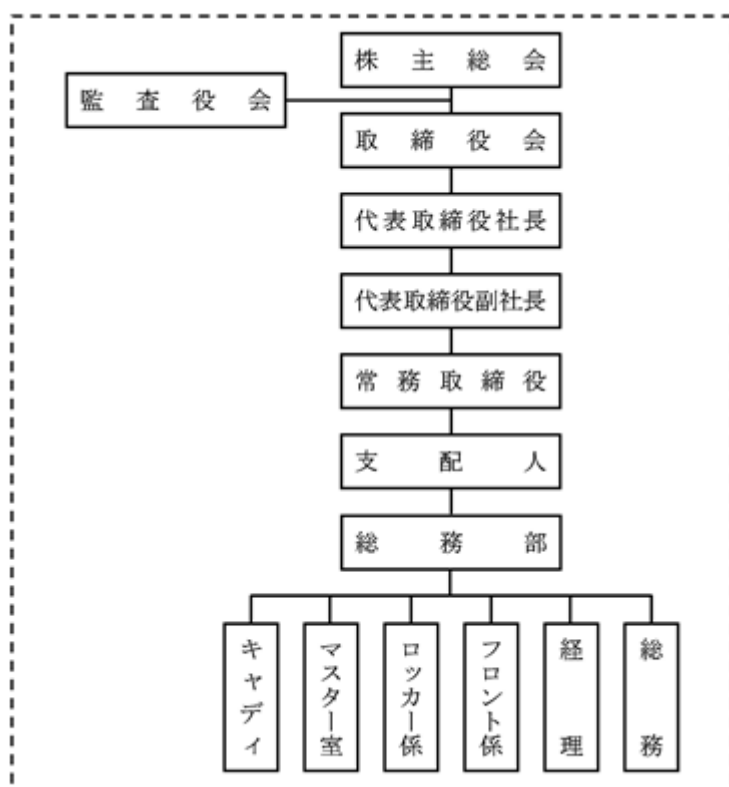 株主総会
監査役会
取締役会
代表取締役社長
代表取締役副社長
常務取締役
支配人
総務部
キャディ
マスター室
ロッカー係
フロント係
経理
総務